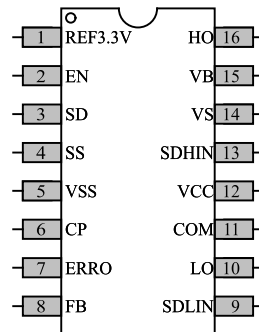 1 REF3.3V HO 16
2 EN VB 15
3 SD VS 14
4 SS SDHIN 13
5 VSS VCC 12
6 CP COM 11
7 ERRO LO 10
8 FB SDLIN 9